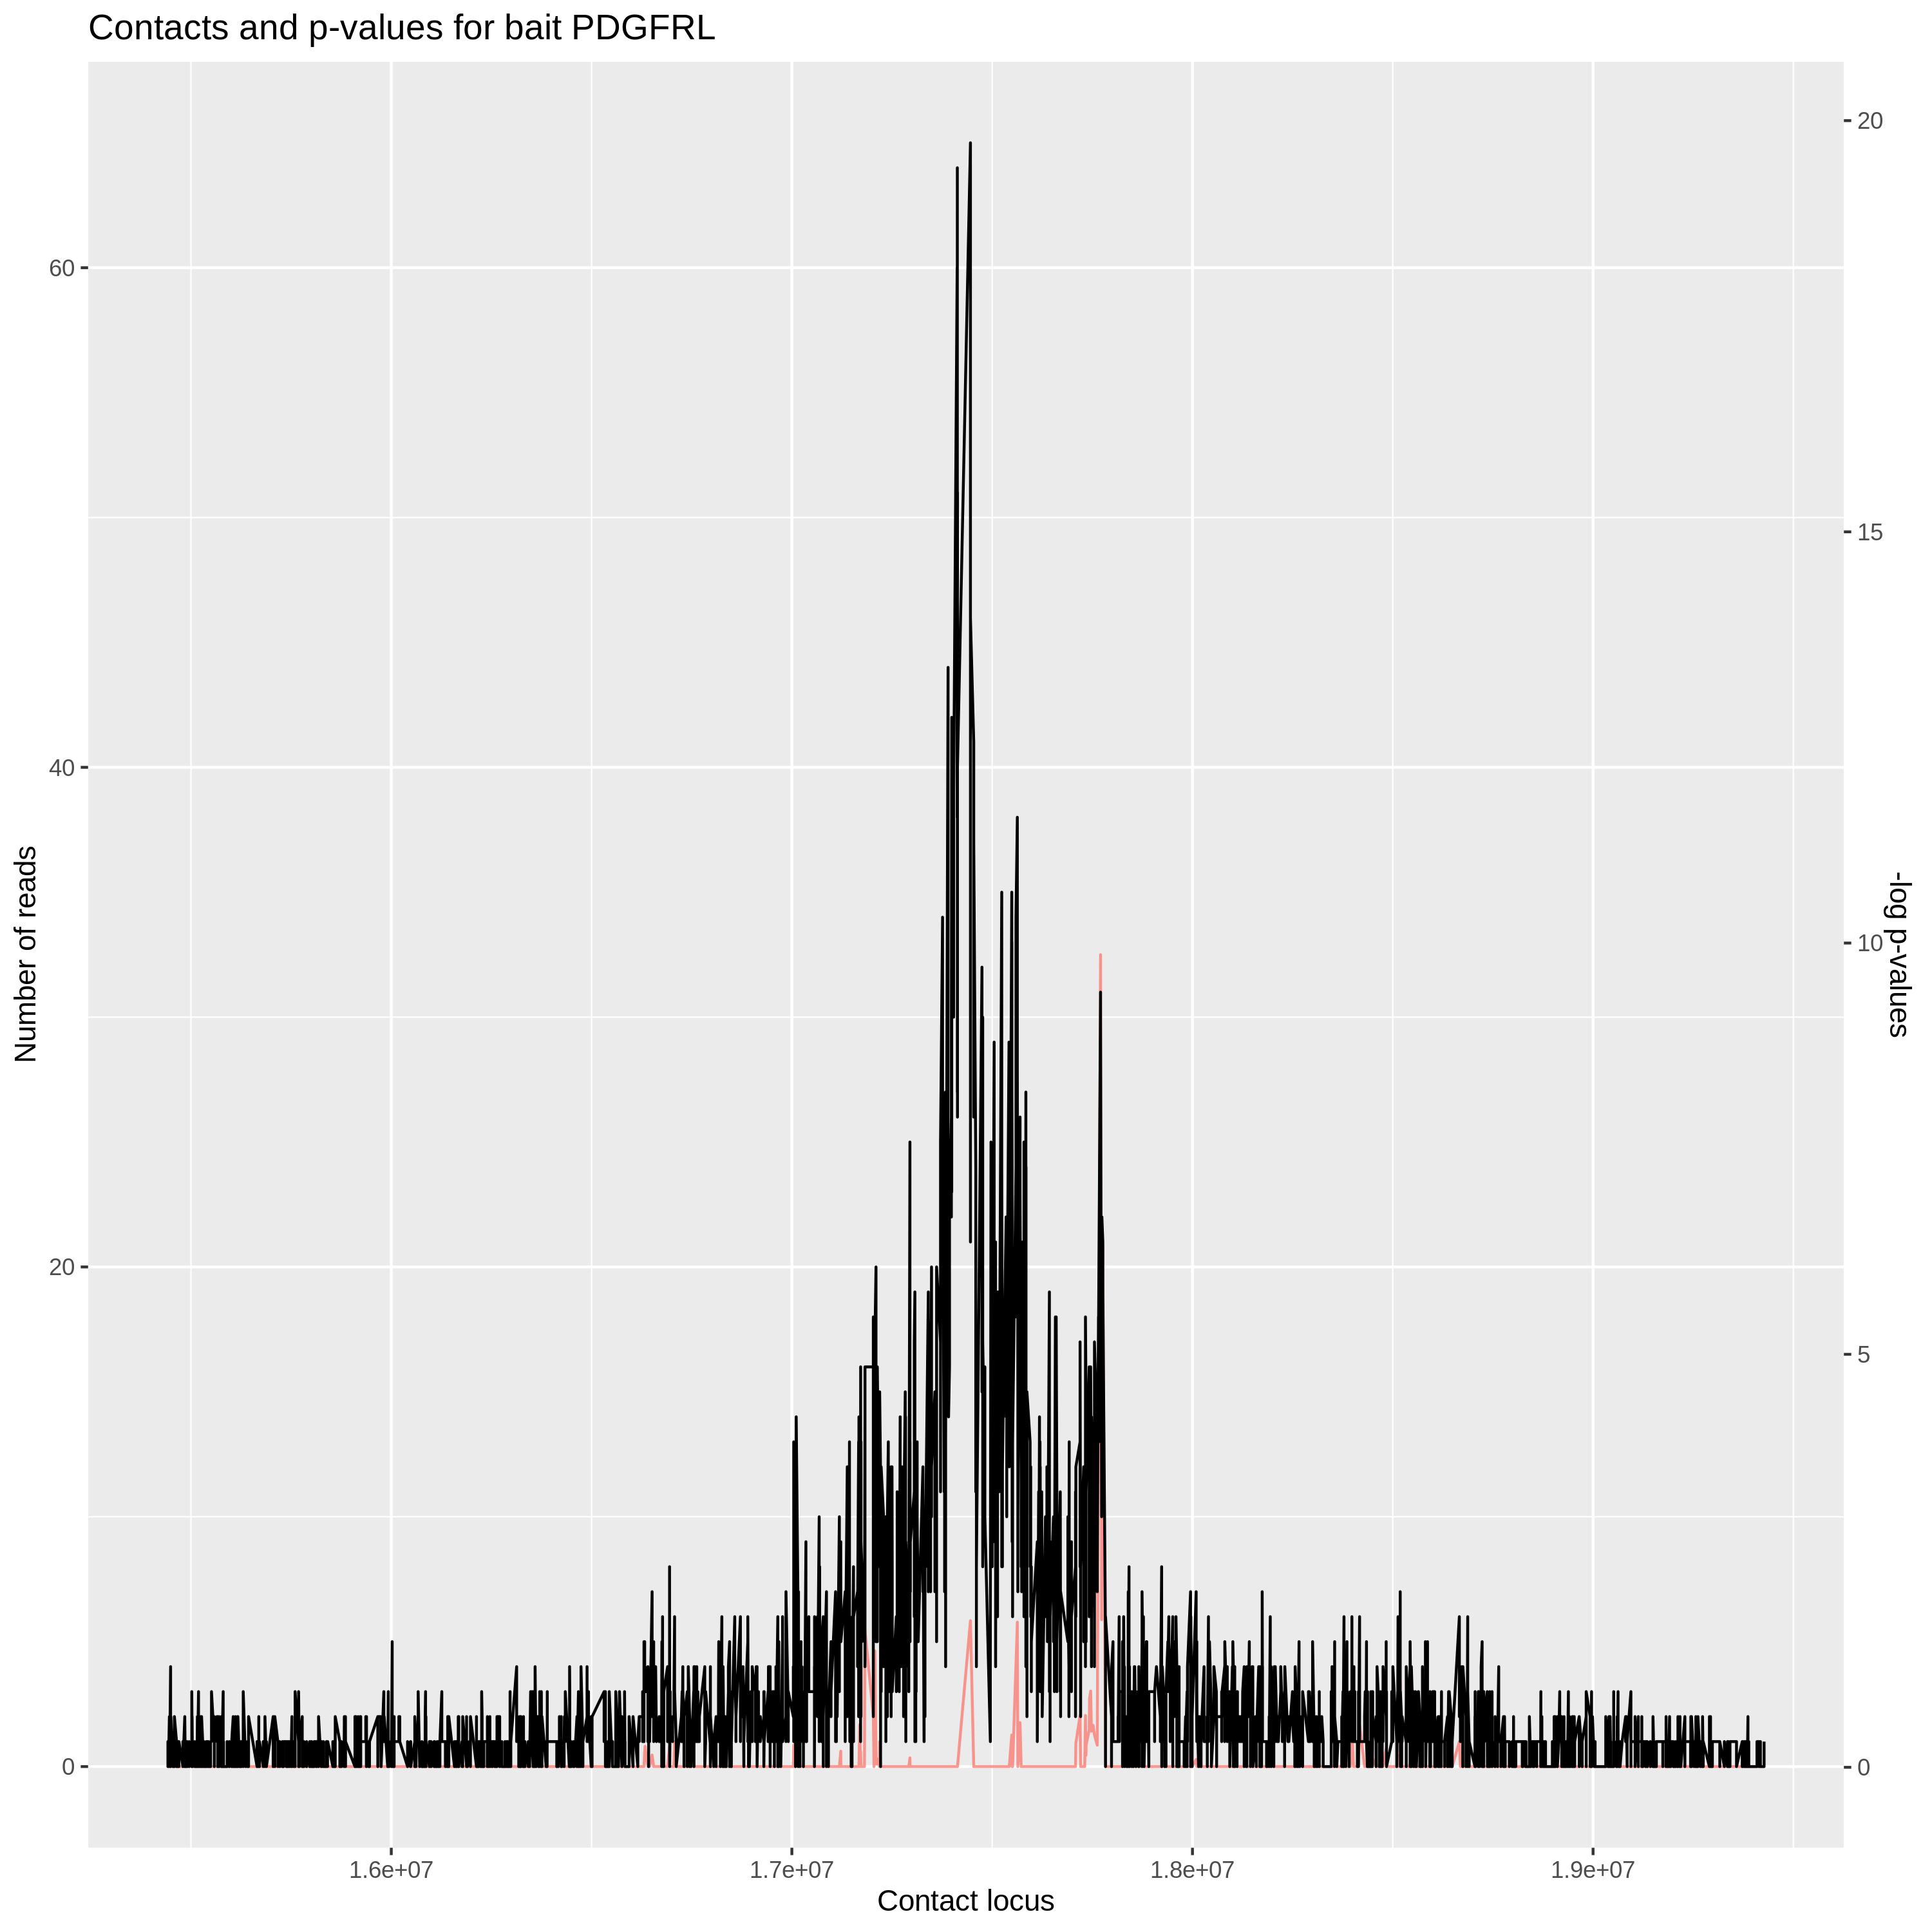 Contacts and p-values for bait PDGFRL
Number of reads
60
40
20
0
20
15
10
5
0
-log p-values
1.6e+07
1.7e+07
1.8e+07
1.9e+07
Contact locus